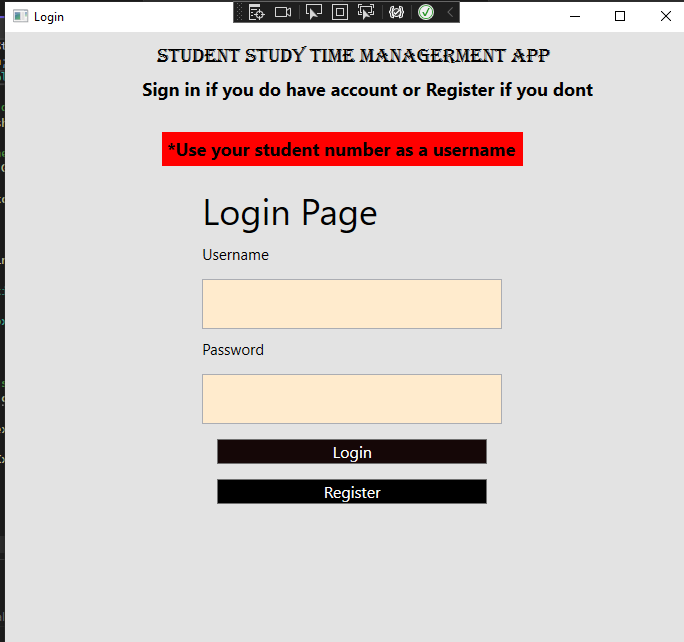 Login
STUDENT STUDY TIME MANAGERMENT APP
Sign in if you do have account or Register if you dont
*Use your student number as a username
Login Page
Username
Password
Login
Register